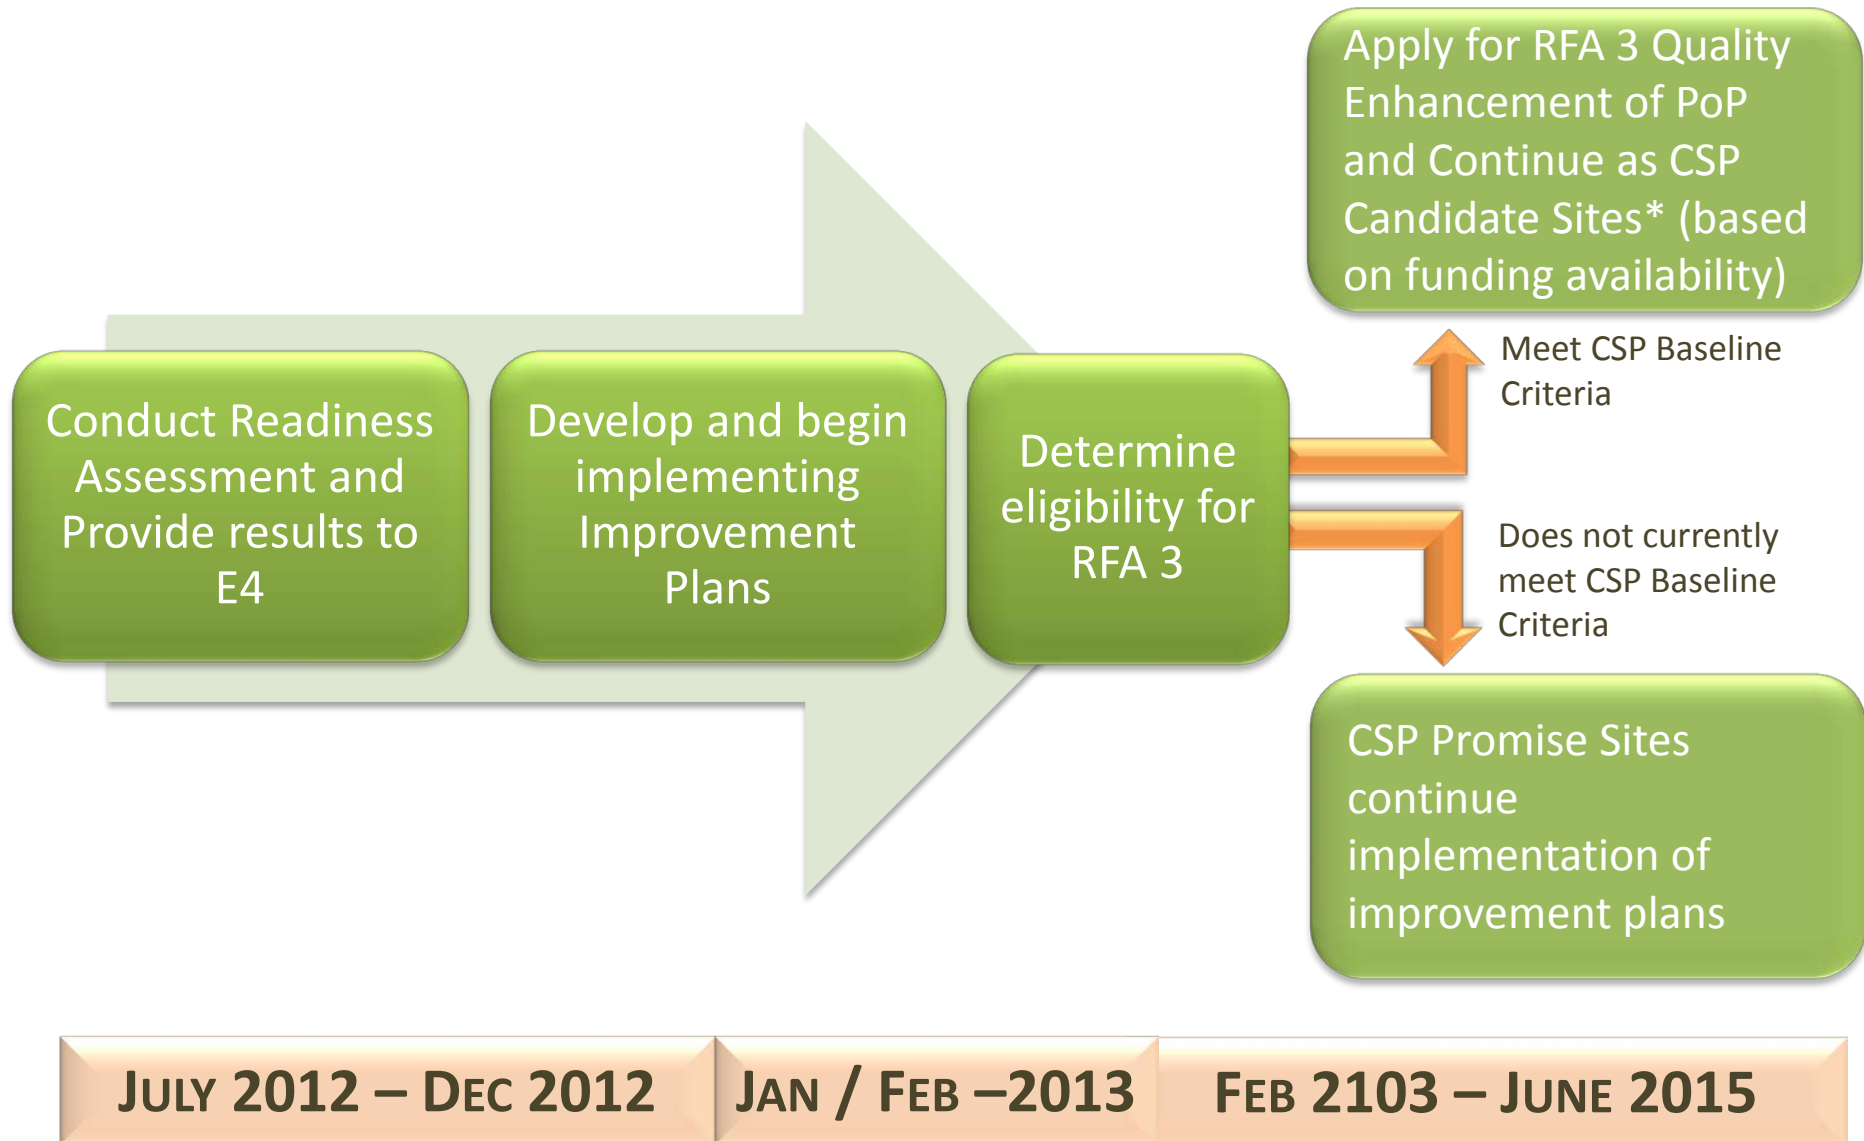 Apply for RFA 3 Quality
Enhancement of PoP
and Continue as CSP
Candidate Sites* (based
on funding availability)
Meet CSP Baseline
Criteria
Conduct Readiness
Assessment and
Provide results to
E4
Develop and begin
implementing
Improvement
Plans
Determine
eligibility for
RFA 3
Does not currently
meet CSP Baseline
Criteria
CSP Promise Sites
continue
implementation of
improvement plans
JULY 2012 – DEC 2012
JAN / FEB –2013
FEB 2103 – JUNE 2015